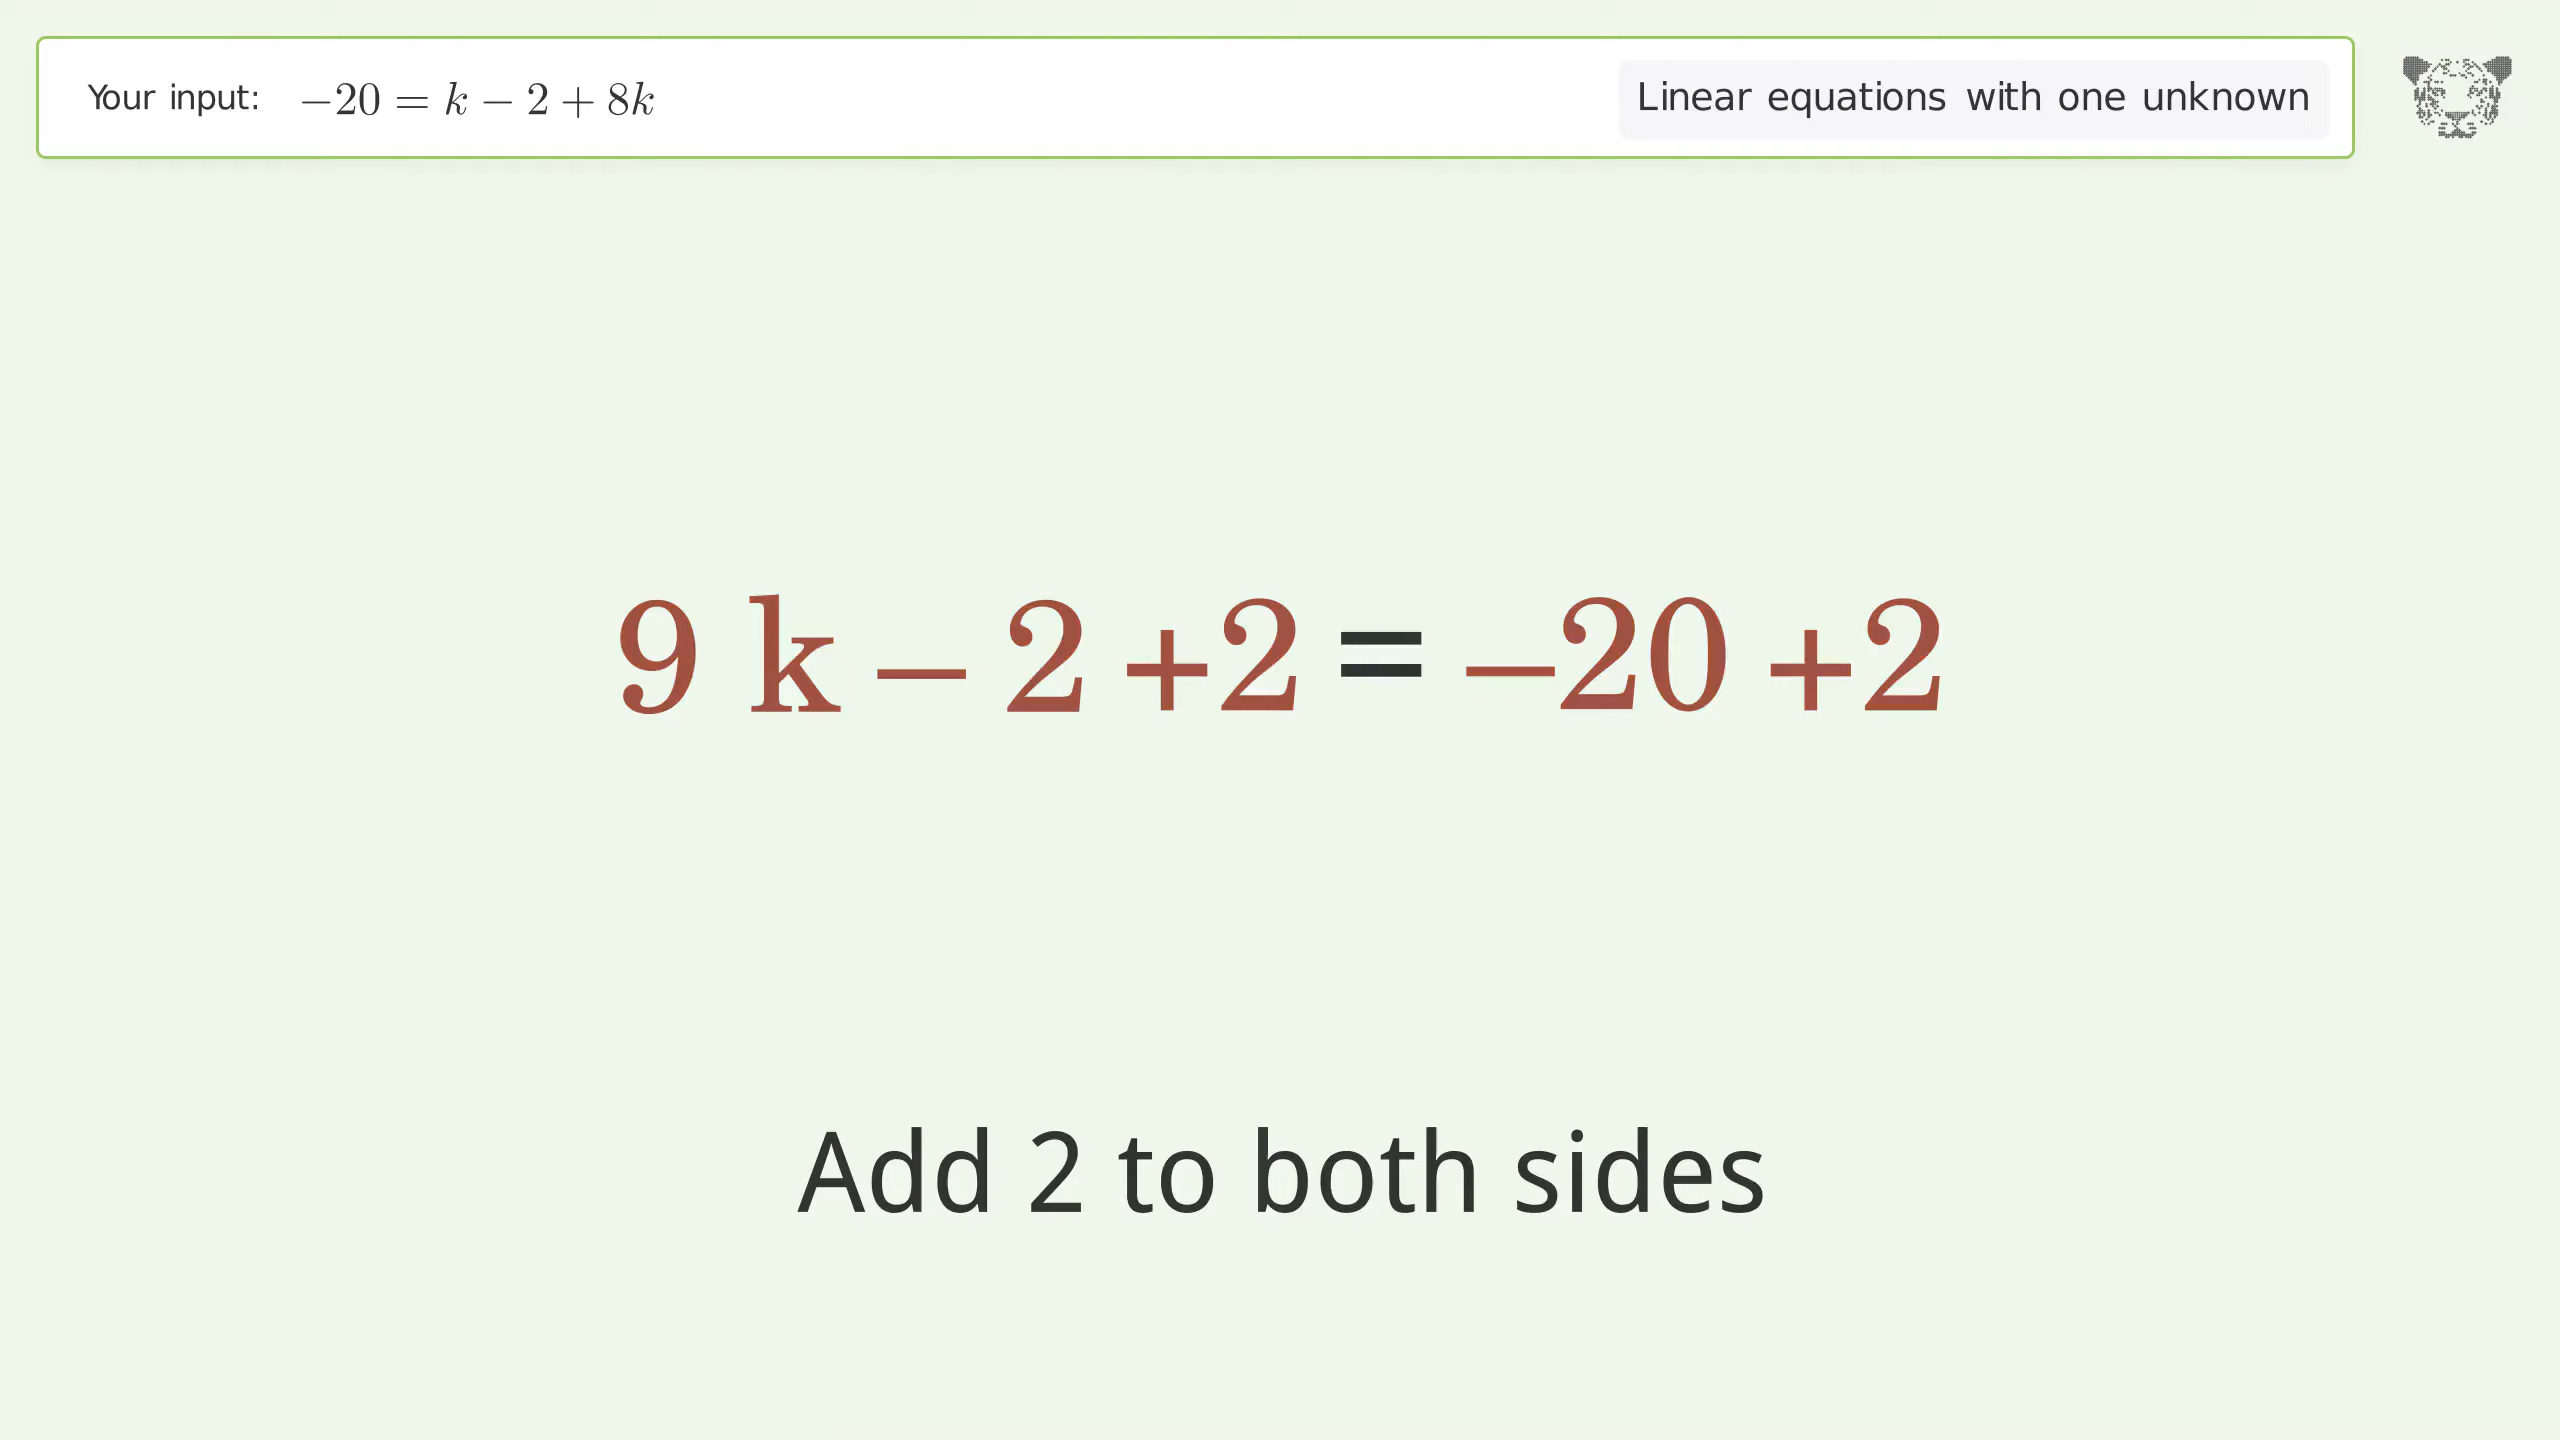 Your input: −20 = k − 2 + 8k
Linear equations with one unknown
9 k − 2 +2 = −20 +2
Add 2 to both sides